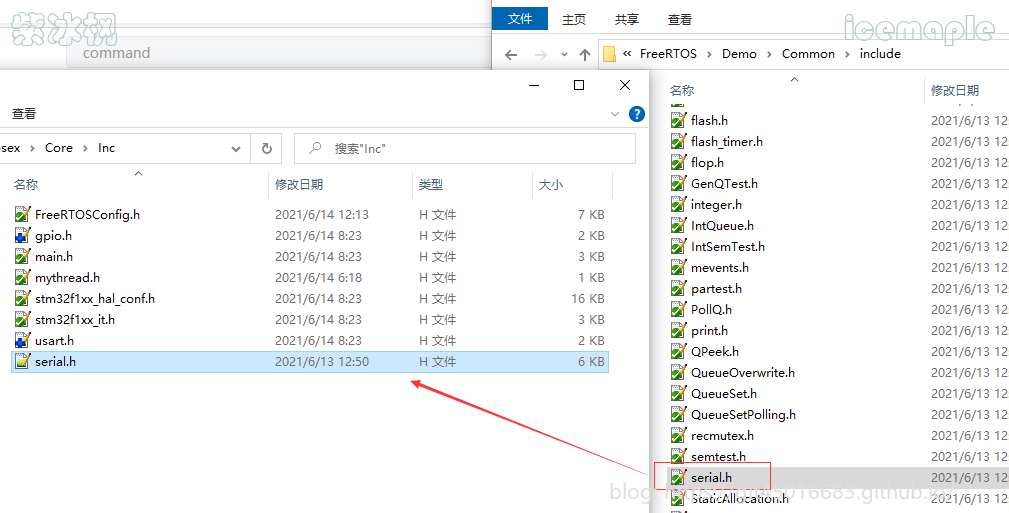 紫冰枫
icemaple
command
文件 主页 共享 查看
« FreeRTOS › Demo › Common › include
名称 修改日期
flash.h 2021/6/13 12:
flash_timer.h 2021/6/13 12:
flop.h 2021/6/13 12:
GenQTest.h 2021/6/13 12:
integer.h 2021/6/13 12:
IntQueue.h 2021/6/13 12:
IntSemTest.h 2021/6/13 12:
mevents.h 2021/6/13 12:
partest.h 2021/6/13 12:
PollQ.h 2021/6/13 12:
print.h 2021/6/13 12:
QPeek.h 2021/6/13 12:
QueueOverwrite.h 2021/6/13 12:
QueueSet.h 2021/6/13 12:
QueueSetPolling.h 2021/6/13 12:
recmutex.h 2021/6/13 12:
semtest.h 2021/6/13 12:
serial.h 2021/6/13 12:
StaticAllocation.h 2021/6/13 12:
查看
sex › Core › Inc
搜索"Inc"
名称 修改日期 类型 大小
FreeRTOSConfig.h 2021/6/14 12:13 H 文件 7 KB
gpio.h 2021/6/14 8:23 H 文件 2 KB
main.h 2021/6/14 8:23 H 文件 3 KB
mythread.h 2021/6/14 6:18 H 文件 1 KB
stm32f1xx_hal_conf.h 2021/6/14 8:23 H 文件 16 KB
stm32f1xx_it.h 2021/6/14 8:23 H 文件 3 KB
usart.h 2021/6/14 8:23 H 文件 2 KB
serial.h 2021/6/13 12:50 H 文件 6 KB